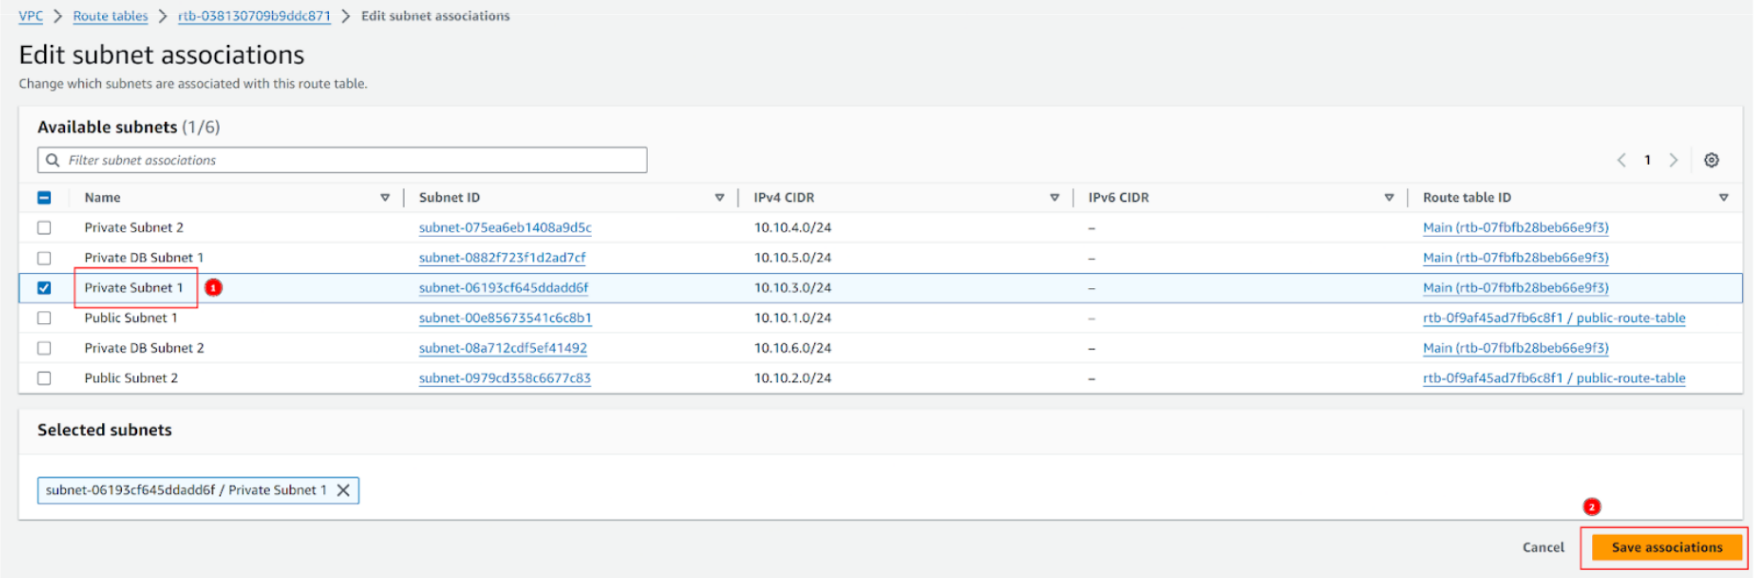 VPC > Route tables > rtb-038130709b9ddc871 > Edit subnet associations
Edit subnet associations
Change which subnets are associated with this route table.
Available subnets (1/6)
Filter subnet associations
< 1 >
Name Subnet ID IPv4 CIDR IPv6 CIDR Route table ID
Private Subnet 2 subnet-075ea6eb1408a9d5c 10.10.4.0/24 – Main (rtb-07fbfb28beb66e9f3)
Private DB Subnet 1 subnet-0882f723f1d2ad7cf 10.10.5.0/24 – Main (rtb-07fbfb28beb66e9f3)
Private Subnet 1 1 subnet-06193cf645ddadd6f 10.10.3.0/24 – Main (rtb-07fbfb28beb66e9f3)
Public Subnet 1 subnet-00e85673541c6c8b1 10.10.1.0/24 – rtb-0f9af45ad7fb6c8f1 / public-route-table
Private DB Subnet 2 subnet-08a712cdf5ef41492 10.10.6.0/24 – Main (rtb-07fbfb28beb66e9f3)
Public Subnet 2 subnet-0979cd358c6677c83 10.10.2.0/24 – rtb-0f9af45ad7fb6c8f1 / public-route-table
Selected subnets
subnet-06193cf645ddadd6f / Private Subnet 1 X
2
Cancel Save associations